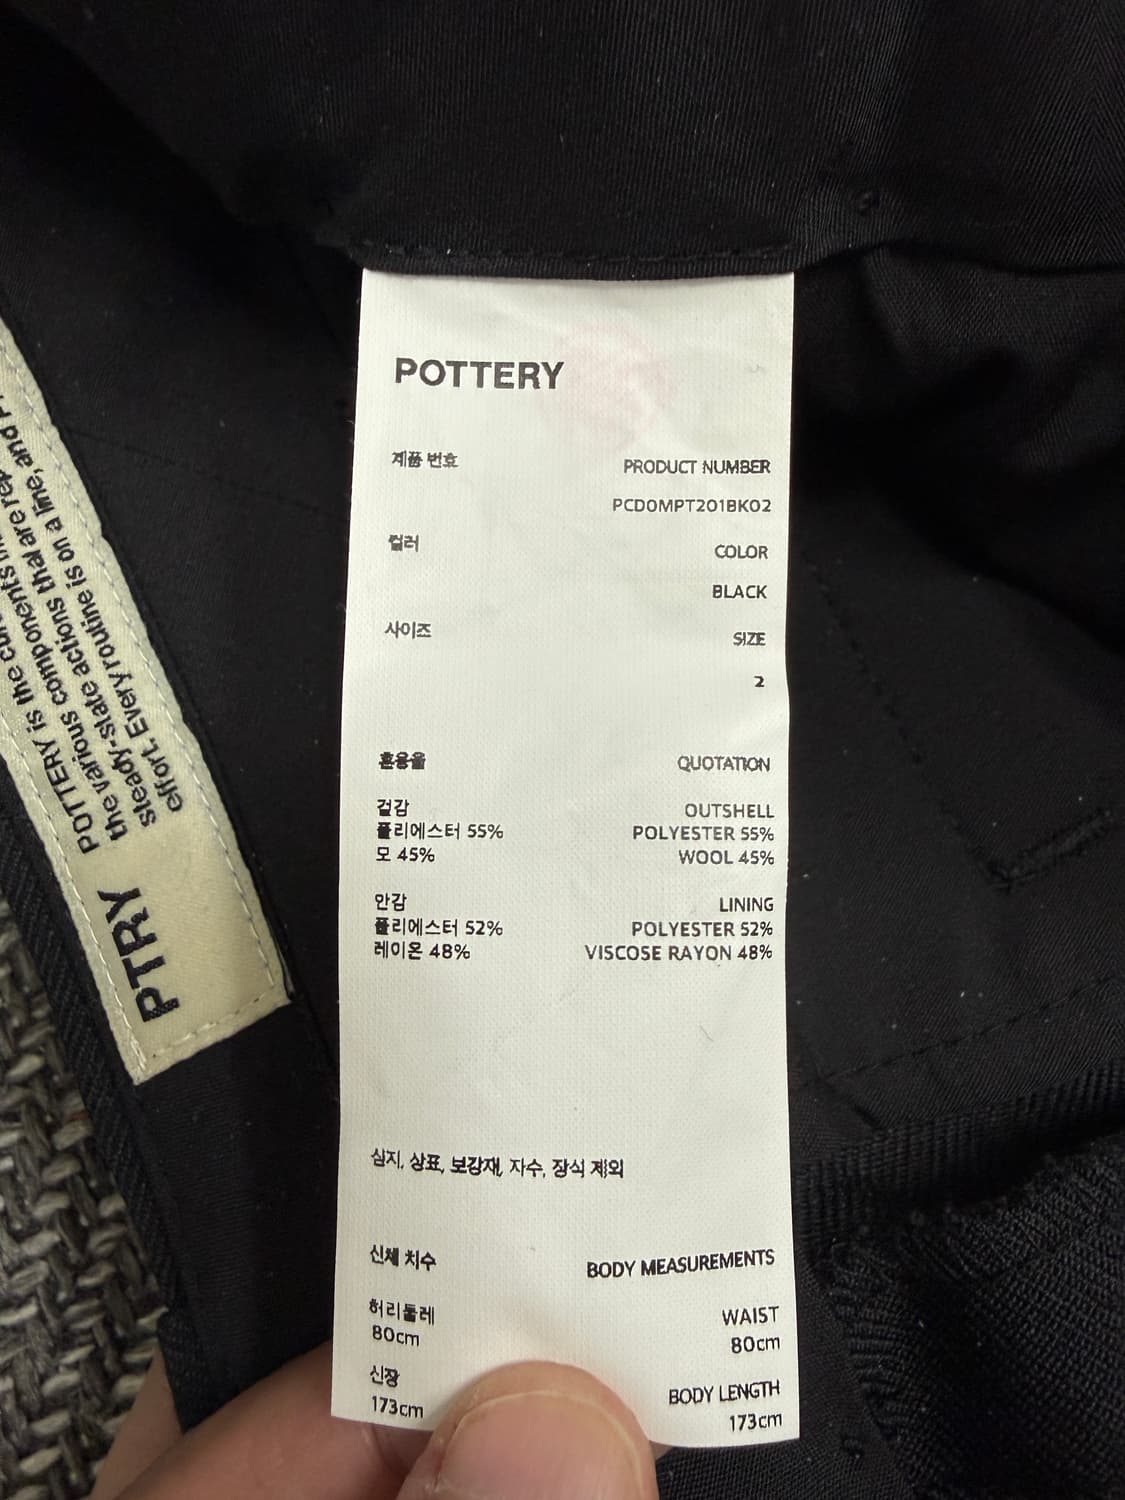 POTTERY
제품 번호
PRODUCT NUMBER
PCD0MPT201BK02
컬러
COLOR
BLACK
사이즈
SIZE
2
혼용율
QUOTATION
겉감
OUTSHELL
폴리에스터 55%
POLYESTER 55%
모 45%
WOOL 45%
안감
LINING
폴리에스터 52%
POLYESTER 52%
레이온 48%
VISCOSE RAYON 48%
심지, 상표, 보강재, 자수, 장식 제외
신체 치수
BODY MEASUREMENTS
허리둘레
WAIST
80cm
80cm
신장
BODY LENGTH
173cm
173cm
PTRY
POTTERY is the
the various components that are
steady-state actions
effort. Every routine is on a line, and